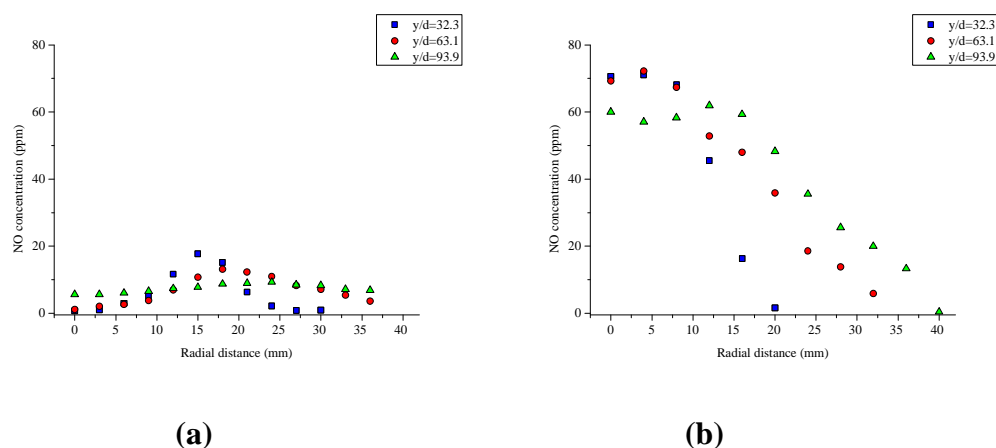 y/d=32.3
y/d=63.1
y/d=93.9
80
60
40
20
0
NO concentration (ppm)
0 5 10 15 20 25 30 35 40
Radial distance (mm)
(a)
y/d=32.3
y/d=63.1
y/d=93.9
80
60
40
20
0
NO concentration (ppm)
0 5 10 15 20 25 30 35 40
Radial distance (mm)
(b)